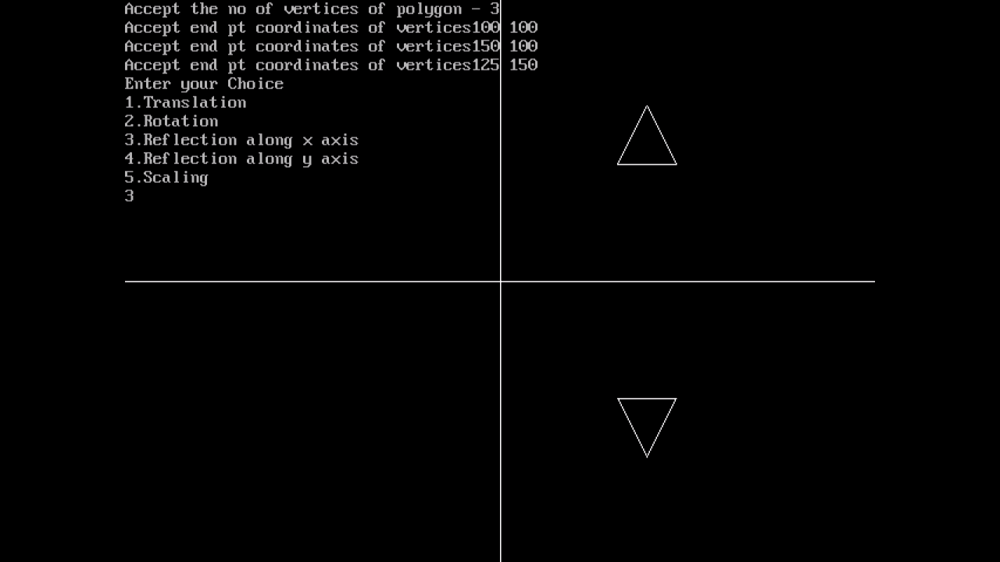 Accept the no of vertices of polygon - 3
Accept end pt coordinates of vertices100 100
Accept end pt coordinates of vertices150 100
Accept end pt coordinates of vertices125 150
Enter your Choice
1.Translation
2.Rotation
3.Reflection along x axis
4.Reflection along y axis
5.Scaling
3